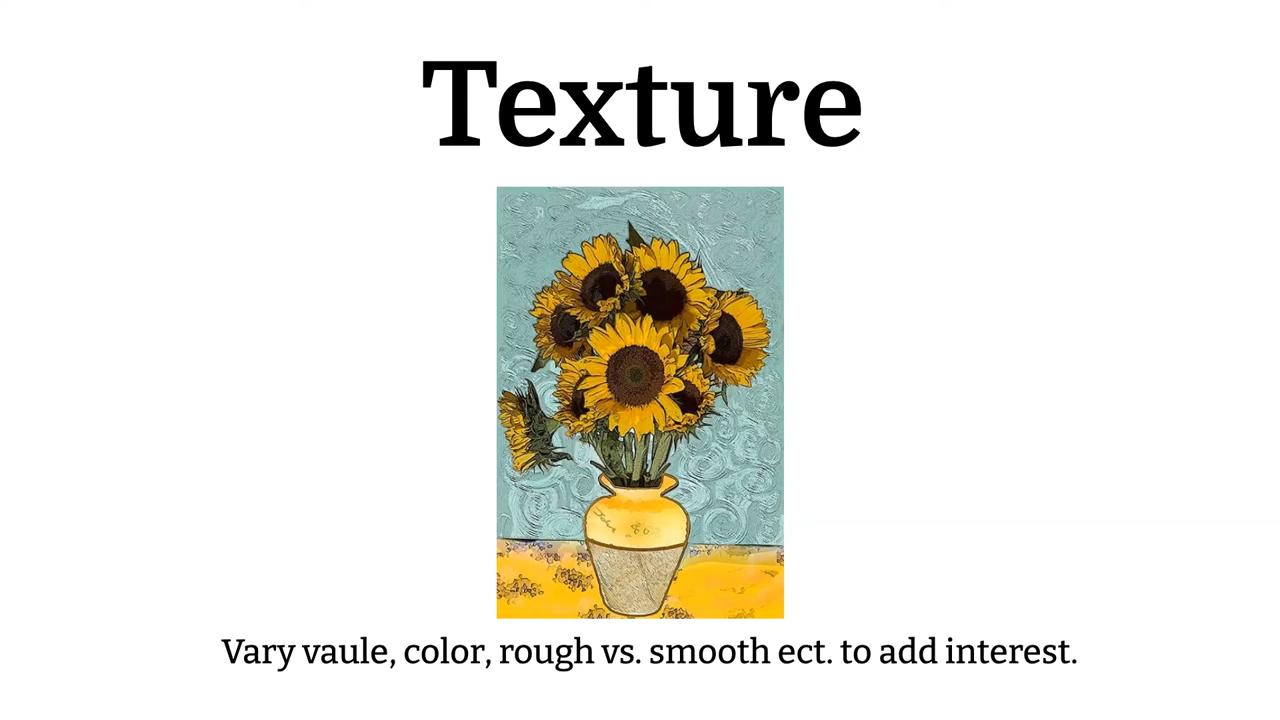 Texture
Vary vaule, color, rough vs. smooth ect. to add interest.